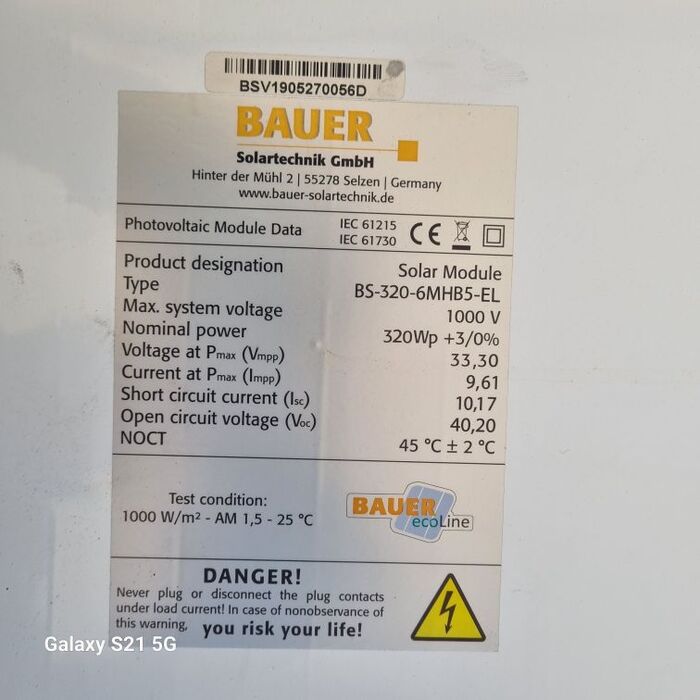 BSV1905270056D
BAUER
Solartechnik GmbH
Hinter der Mühl 2 | 55278 Selzen | Germany
www.bauer-solartechnik.de
Photovoltaic Module Data IEC 61215 CE
IEC 61730
Product designation Solar Module
Type BS-320-6MHB5-EL
Max. system voltage 1000 V
Nominal power 320Wp +3/0%
Voltage at Pmax (Vmpp) 33,30
Current at Pmax (Impp) 9,61
Short circuit current (Isc) 10,17
Open circuit voltage (Voc) 40,20
NOCT 45 °C ± 2 °C
Test condition:
1000 W/m² - AM 1,5 - 25 °C
BAUER
ecoLine
DANGER!
Never plug or disconnect the plug contacts
under load current! In case of nonobservance of
this warning, you risk your life!
Galaxy S21 5G